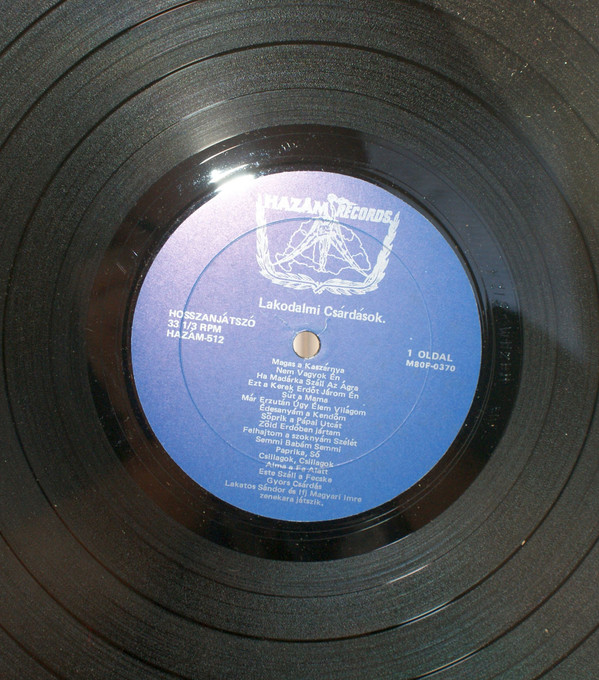 HAZÁM RECORDS
Lakodalmi Csárdások.
HOSSZANJÁTSZÓ
33 1/3 RPM
HAZÁM-512
1 OLDAL
M80P-0370
Magas a Kaszárnya
Nem Vagyok Én
Ha Madárka Száll Az Ágra
Ezt a Kerek Erdőt Járom Én
Süt a Mama
Már Ezután Úgy Élem Világom
Édesanyám a Kendőm
Söprik a Pápai Utcát
Zöld Erdőben jártam
Felhajtom a szoknyám Szélét
Semmi Babám Semmi
Paprika, Só
Csillagok, Csillagok
Alma a Fa Alatt
Este Száll a Fecske
Gyors Csárdás
Lakatos Sándor és ifj Magyari Imre
zenekara játszik.